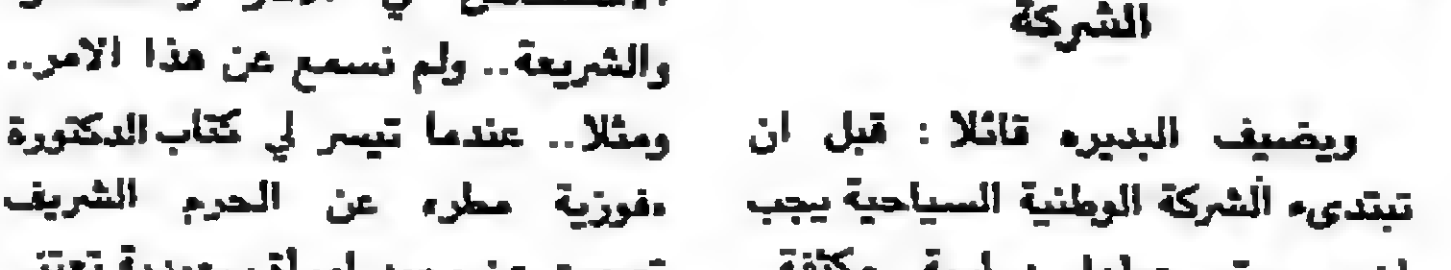 الشركة
ويضيف البديره قائلا : قبل ان
تبتدىء الشركة الوطنية السياحية يجب
والشريعة.. ولم نسمع عن هذا الامر..
ومثلا.. عندما تيسر لي كتاب الدكتورة
«فوزية مطر» عن الحرم الشريف